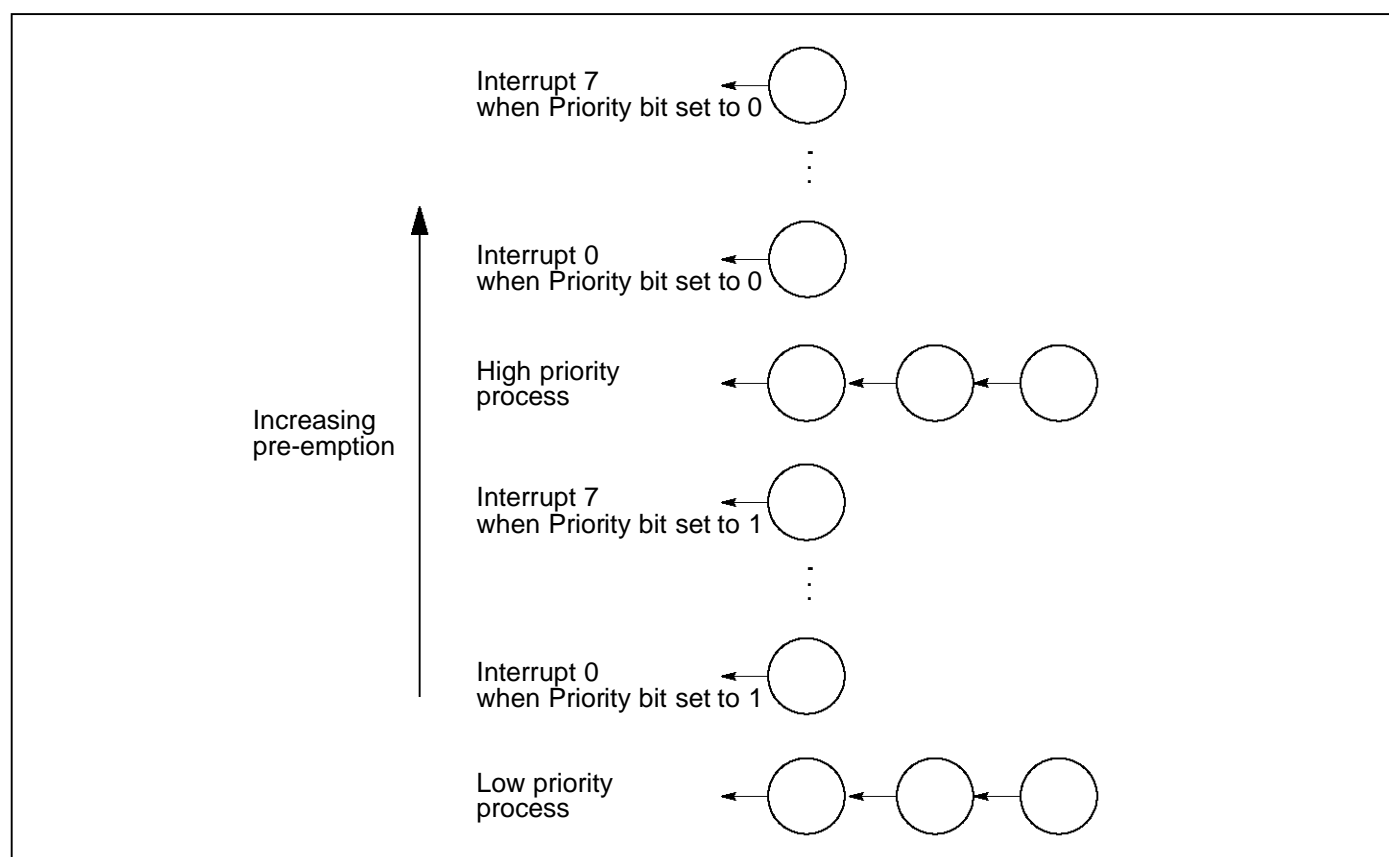 Interrupt 7
when Priority bit set to 0
Interrupt 0
when Priority bit set to 0
High priority
process
Increasing
pre-emption
Interrupt 7
when Priority bit set to 1
Interrupt 0
when Priority bit set to 1
Low priority
process